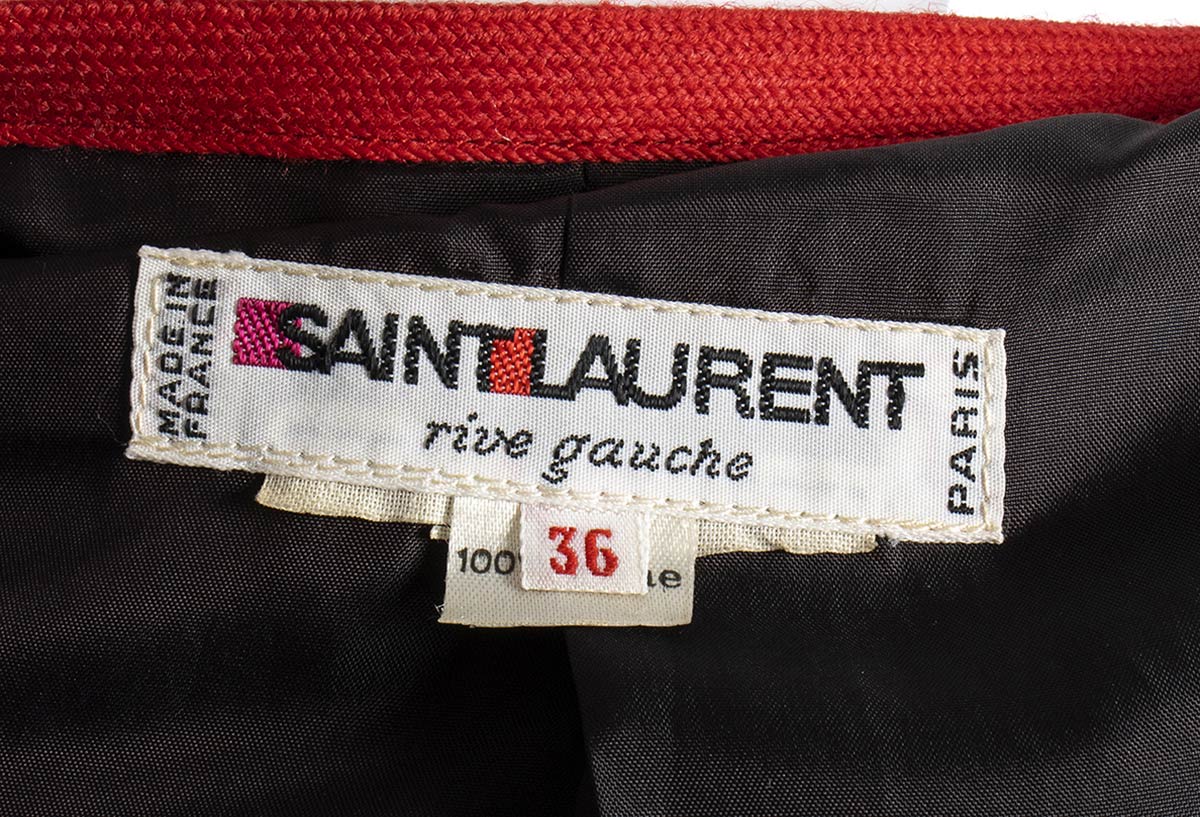 MADE IN
FRANCE
SAINT LAURENT
rive gauche
PARIS
36
100